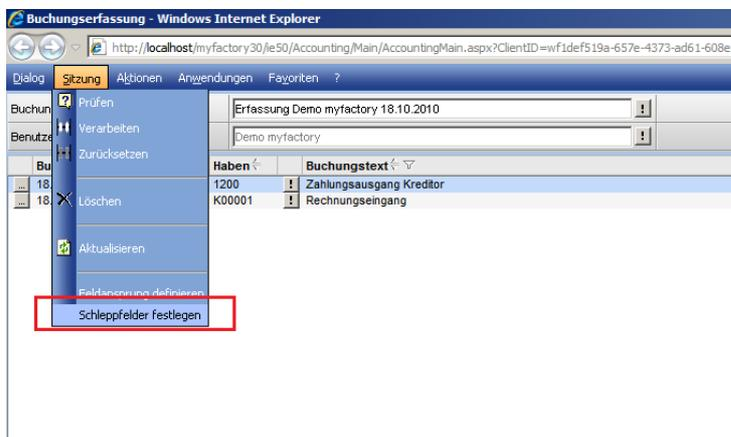 Buchungserfassung - Windows Internet Explorer
http://localhost/myfactory30/ie50/Accounting/Main/AccountingMain.aspx?ClientID=wf1def519a-657e-4373-ad61-608e
Dialog Sitzung Aktionen Anwendungen Favoriten ?
Buchun Prüfen Erfassung Demo myfactory 18.10.2010 !
Benutze Verarbeiten Demo myfactory !
Zurücksetzen
Bu Haben Buchungstext
... 18. 1200 ! Zahlungsausgang Kreditor
... 18. Löschen K00001 ! Rechnungseingang
Aktualisieren
Feldansprung definieren
Schleppfelder festlegen